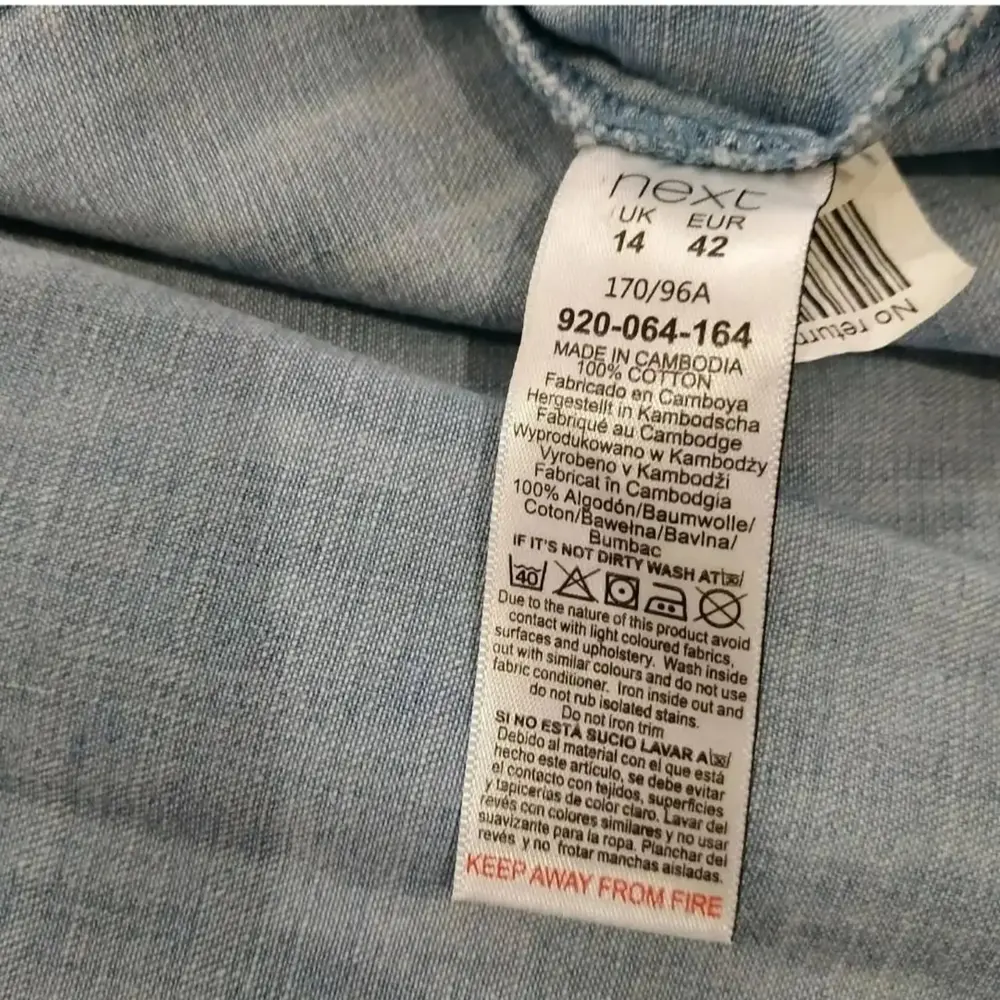 next
UK EUR
14 42
170/96A
920-064-164
MADE IN CAMBODIA
100% COTTON
Fabricado en Camboya
Hergestellt in Kambodscha
Fabriqué au Cambodge
Wyprodukowano w Kambodży
Vyrobeno v Kambodži
Fabricat în Cambodgia
100% Algodón/Baumwolle/
Coton/Bawełna/Bavlna/
Bumbac
IF IT'S NOT DIRTY WASH AT
40
Due to the nature of this product avoid
contact with light coloured fabrics,
surfaces and upholstery. Wash inside
out with similar colours and do not use
fabric conditioner. Iron inside out and
do not rub isolated stains.
Do not iron trim
SI NO ESTÁ SUCIO LAVAR A
Debido al material con el que está
hecho este artículo, se debe evitar
el contacto con tejidos, superficies
y tapicerías de color claro. Lavar del
revés con colores similares y no usar
suavizante para la ropa. Planchar del
revés y no frotar manchas aisladas.
KEEP AWAY FROM FIRE
No return